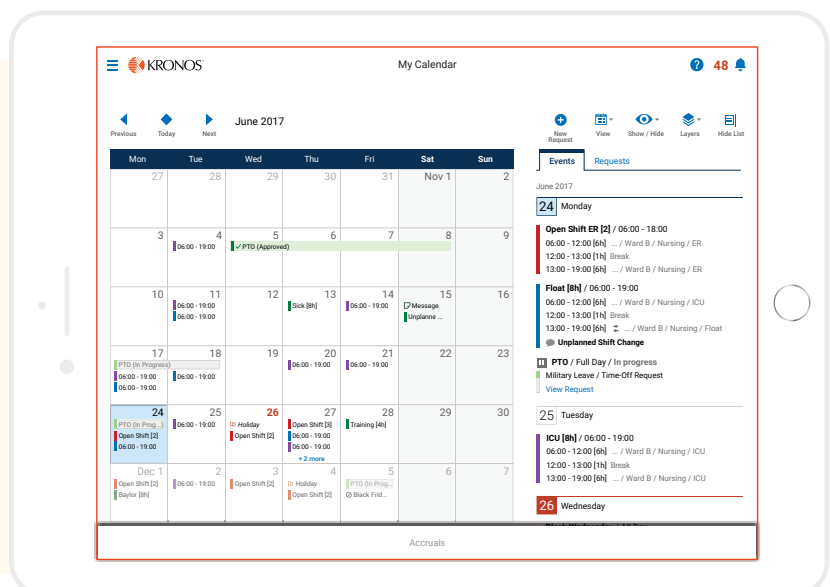 KRONOS
My Calendar
48
Previous Today Next June 2017
New Request View Show / Hide Layers Hide List
Mon Tue Wed Thu Fri Sat Sun
27 28 29 30 31 Nov 1 2
3 4 5 6 7 8 9
06:00 - 19:00 PTO (Approved)
10 11 12 13 14 15 16
06:00 - 19:00 Sick [8h] 06:00 - 19:00 Message
06:00 - 19:00 Unplanne ...
17 18 19 20 21 22 23
PTO (In Progress) 06:00 - 19:00 06:00 - 19:00
06:00 - 19:00 06:00 - 19:00
06:00 - 19:00
24 25 26 27 28 29 30
PTO (In Prog...) 06:00 - 19:00 Holiday Open Shift [3] Training [4h]
Open Shift [2] Open Shift [2] 06:00 - 19:00
06:00 - 19:00 06:00 - 19:00
+ 2 more
Dec 1 2 3 4 5 6 7
Open Shift [2] 06:00 - 19:00 Open Shift [2] Holiday PTO (In Prog...
Baylor [8h] Open Shift [2] Black Frid...
Events Requests
June 2017
24 Monday
Open Shift ER [2] / 06:00 - 18:00
06:00 - 12:00 [6h] ... / Ward B / Nursing / ER
12:00 - 13:00 [1h] Break
13:00 - 19:00 [6h] ... / Ward B / Nursing / ER
Float [8h] / 06:00 - 19:00
06:00 - 12:00 [6h] ... / Ward B / Nursing / ICU
12:00 - 13:00 [1h] Break
13:00 - 19:00 [6h] ... / Ward B / Nursing / Float
Unplanned Shift Change
PTO / Full Day / In progress
Military Leave / Time-Off Request
View Request
25 Tuesday
ICU [8h] / 06:00 - 19:00
06:00 - 12:00 [6h] ... / Ward B / Nursing / ICU
12:00 - 13:00 [1h] Break
13:00 - 19:00 [6h] ... / Ward B / Nursing / ICU
26 Wednesday
Accruals